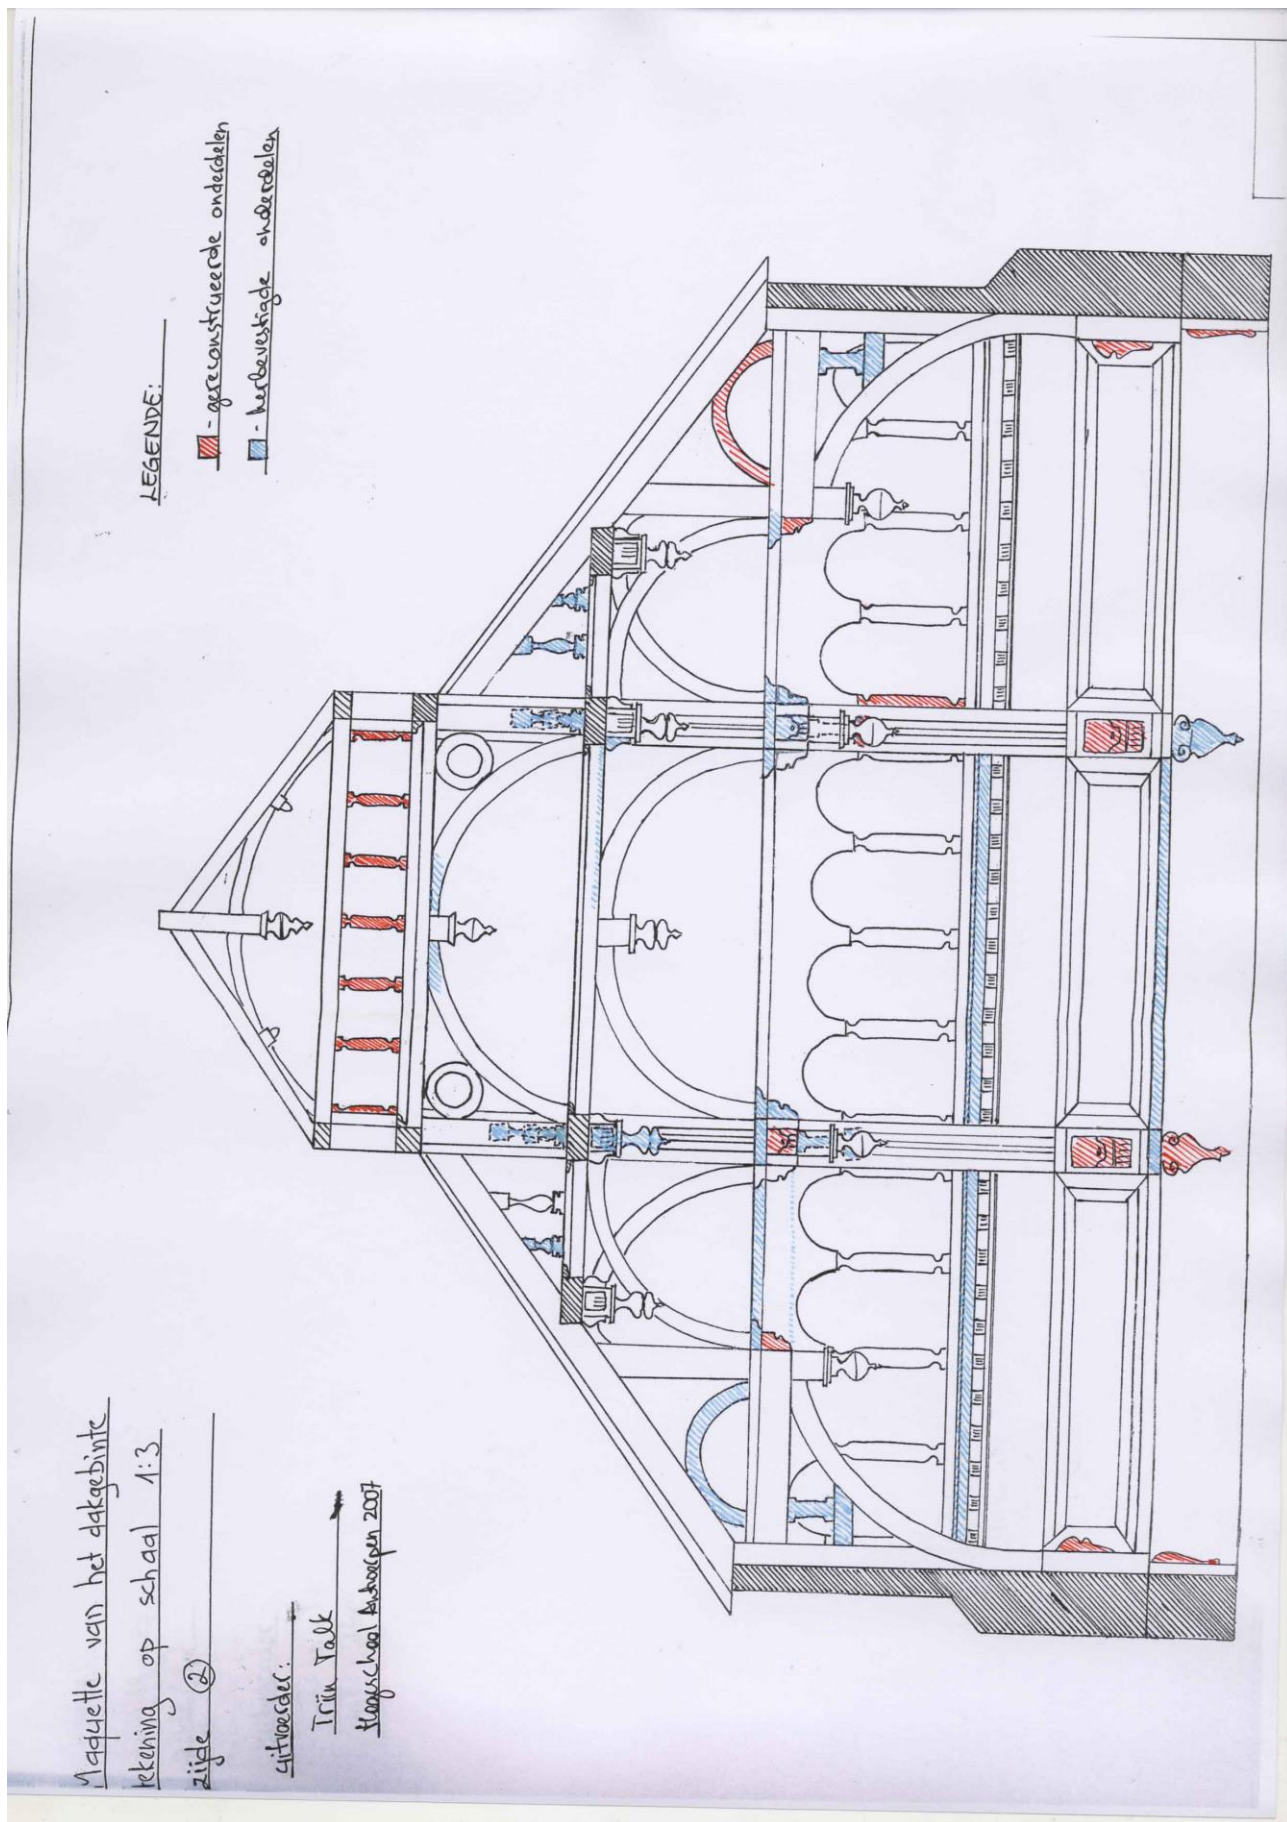 Maquette van het dakgebinte
tekening op schaal 1:3
zijde 2
uitvoerder:
Triin Talk
Hogeschool Antwerpen 2007
LEGENDE:
- gereconstrueerde onderdelen
- herbevestigde onderdelen